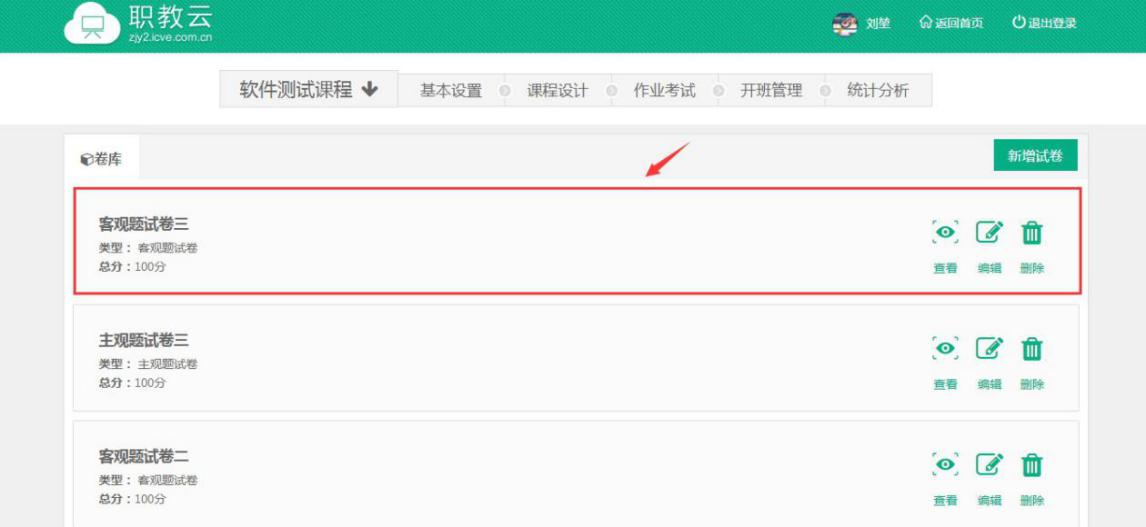 职教云
zjy2.icve.com.cn
刘堃 返回首页 退出登录
软件测试课程 基本设置 课程设计 作业考试 开班管理 统计分析
卷库 新增试卷
客观题试卷三
类型： 客观题试卷
总分：100分
查看 编辑 删除
主观题试卷三
类型： 主观题试卷
总分：100分
查看 编辑 删除
客观题试卷二
类型： 客观题试卷
总分：100分
查看 编辑 删除